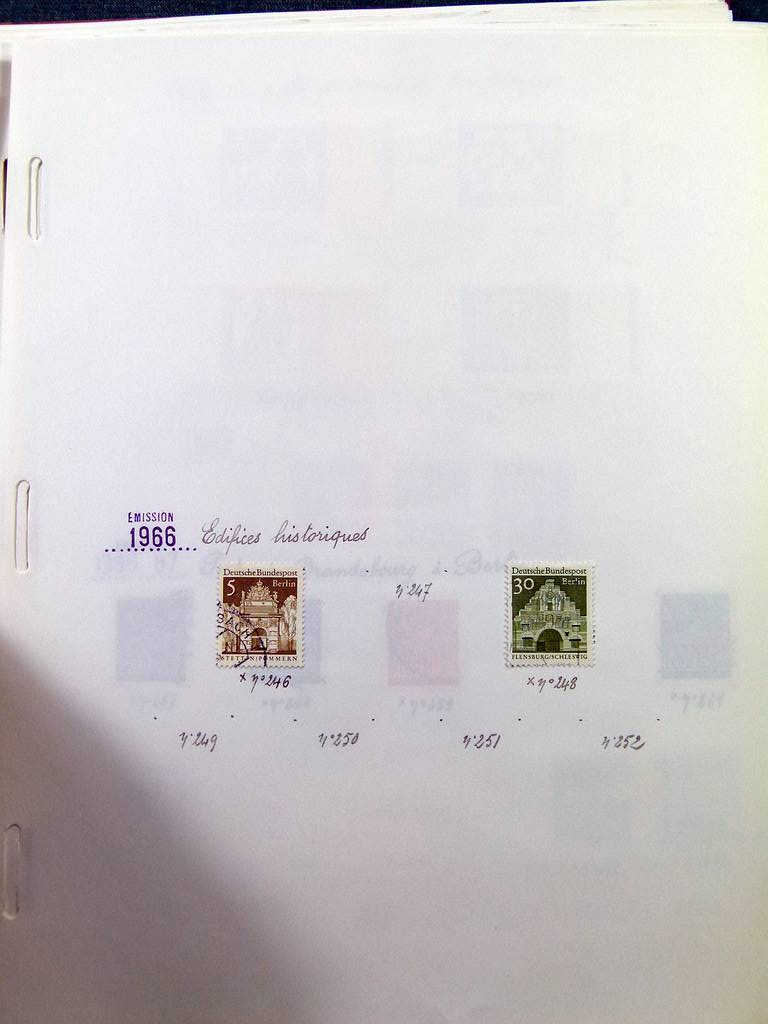 EMISSION
1966 Edifices historiques
Deutsche Bundespost
5 Berlin
STETTIN/POMMERN
x n° 246
n° 247
Deutsche Bundespost
30 Berlin
FLENSBURG/SCHLESWIG
x n° 248
n° 249
n° 250
n° 251
n° 252